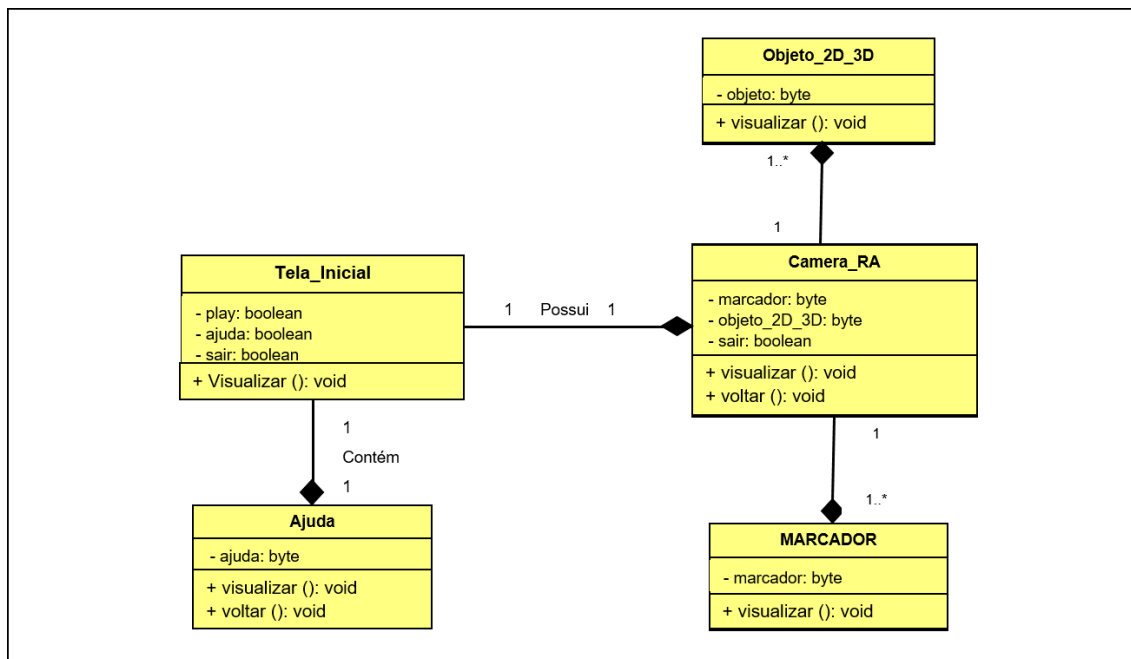 Objeto_2D_3D
- objeto: byte
+ visualizar (): void
1..*
1
Tela_Inicial
- play: boolean
- ajuda: boolean
- sair: boolean
+ Visualizar (): void
1 Possui 1
Camera_RA
- marcador: byte
- objeto_2D_3D: byte
- sair: boolean
+ visualizar (): void
+ voltar (): void
1
Contém
1
Ajuda
- ajuda: byte
+ visualizar (): void
+ voltar (): void
1
1..*
MARCADOR
- marcador: byte
+ visualizar (): void